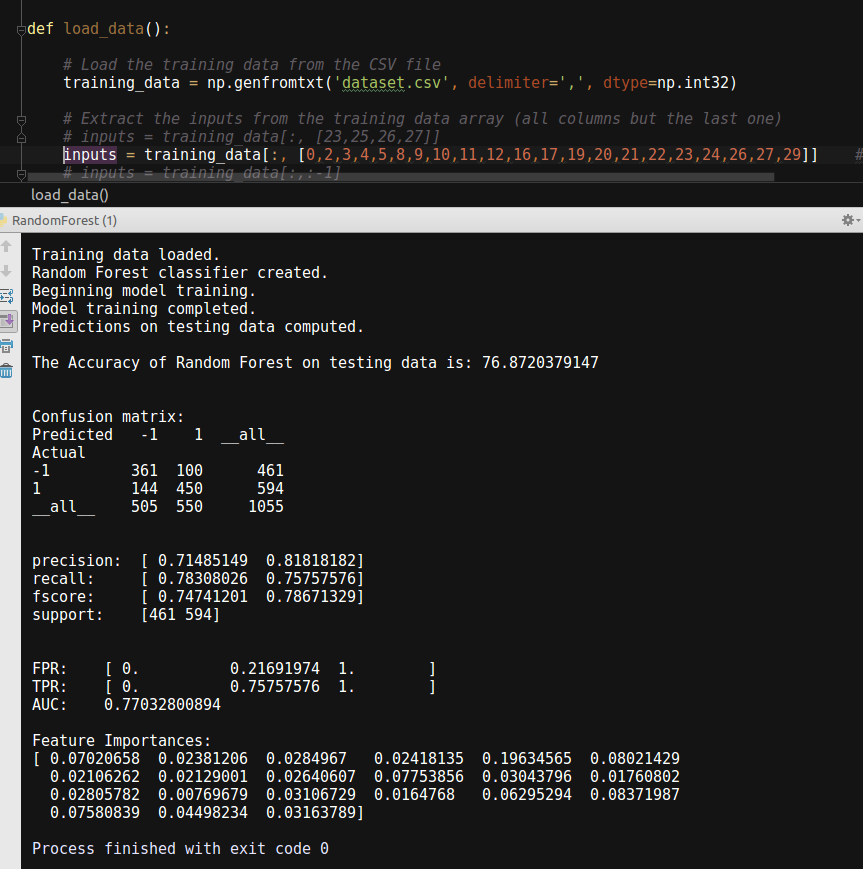 def load_data():
# Load the training data from the CSV file
training_data = np.genfromtxt('dataset.csv', delimiter=',', dtype=np.int32)
# Extract the inputs from the training data array (all columns but the last one)
# inputs = training_data[:, [23,25,26,27]]
inputs = training_data[:, [0,2,3,4,5,8,9,10,11,12,16,17,19,20,21,22,23,24,26,27,29]] #
# inputs = training_data[:,:-1]
load_data()
RandomForest (1)
Training data loaded.
Random Forest classifier created.
Beginning model training.
Model training completed.
Predictions on testing data computed.
The Accuracy of Random Forest on testing data is: 76.8720379147
Confusion matrix:
Predicted -1 1 __all__
Actual
-1 361 100 461
1 144 450 594
__all__ 505 550 1055
precision: [ 0.71485149 0.81818182]
recall: [ 0.78308026 0.75757576]
fscore: [ 0.74741201 0.78671329]
support: [461 594]
FPR: [ 0. 0.21691974 1. ]
TPR: [ 0. 0.75757576 1. ]
AUC: 0.77032800894
Feature Importances:
[ 0.07020658 0.02381206 0.0284967 0.02418135 0.19634565 0.08021429
0.02106262 0.02129001 0.02640607 0.07753856 0.03043796 0.01760802
0.02805782 0.00769679 0.03106729 0.0164768 0.06295294 0.08371987
0.07580839 0.04498234 0.03163789]
Process finished with exit code 0